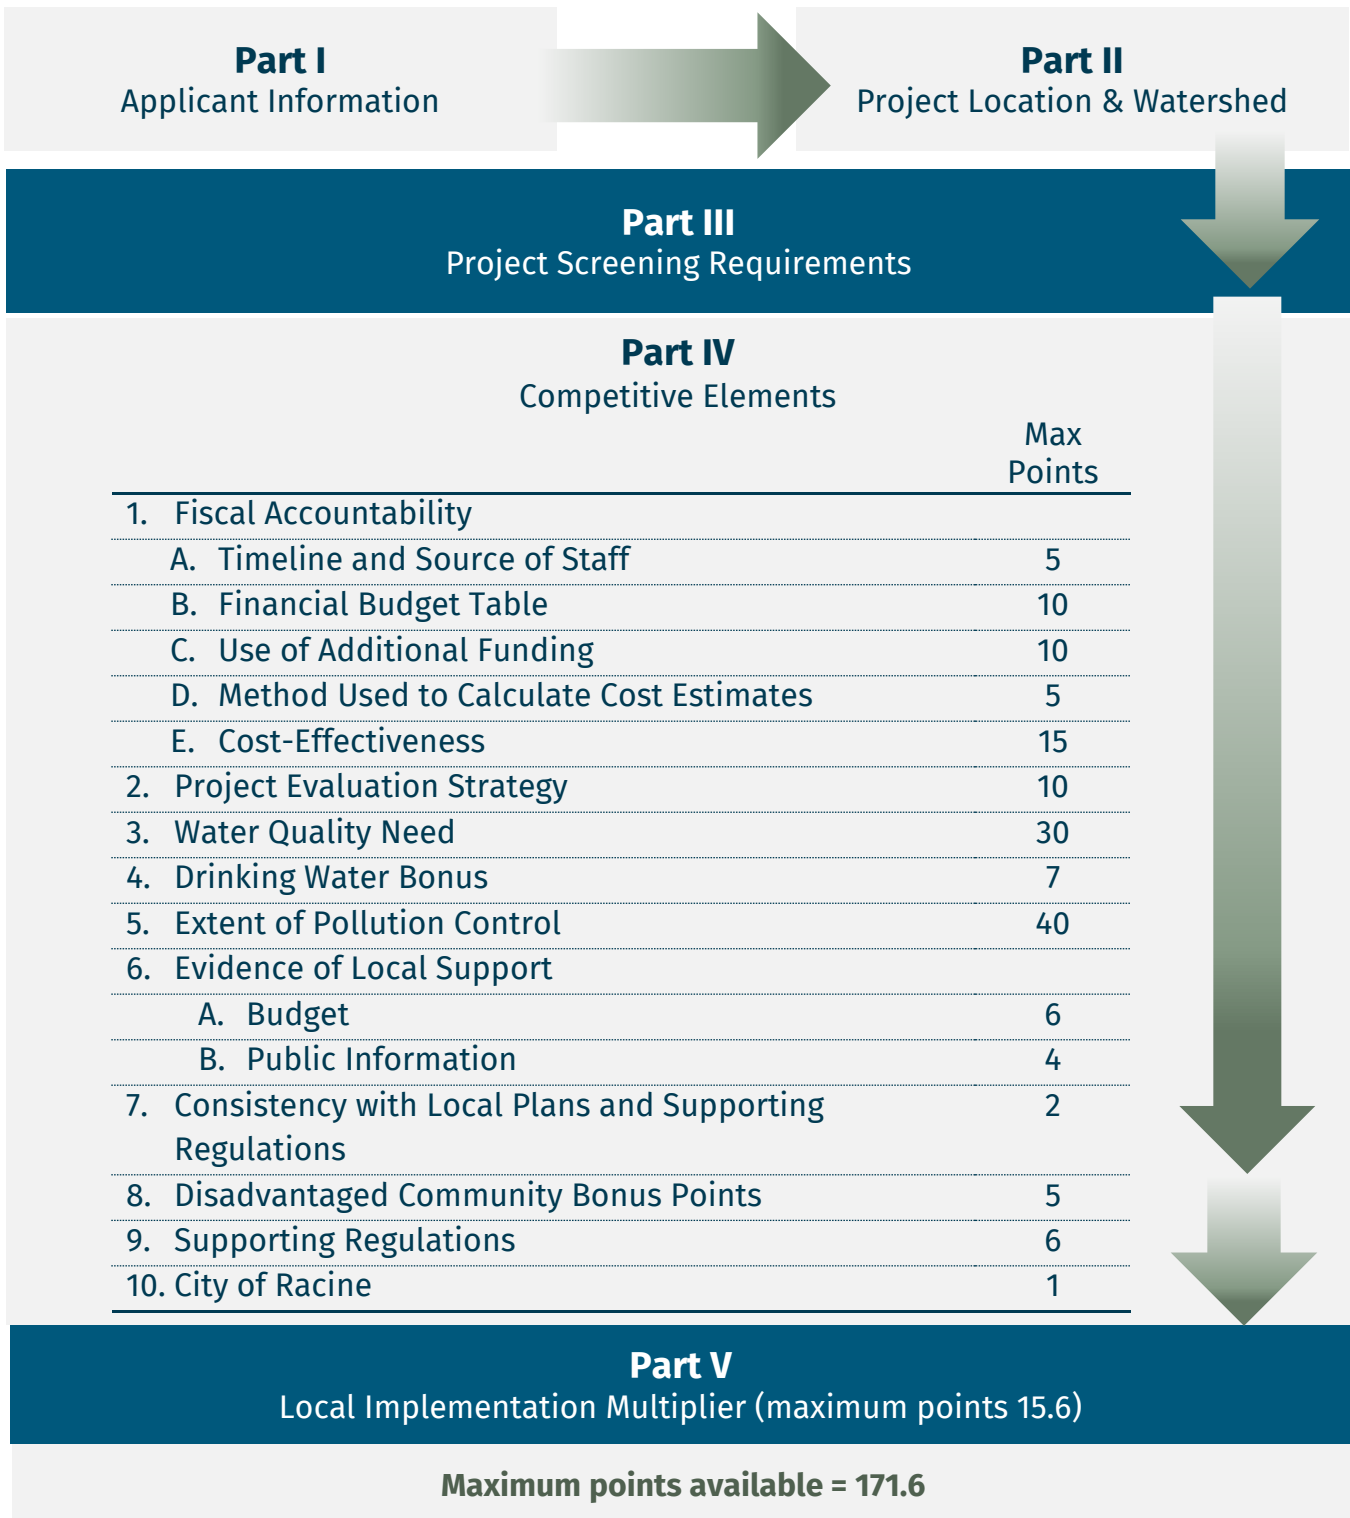 Part I
Applicant Information
Part II
Project Location & Watershed
Part III
Project Screening Requirements
Part IV
Competitive Elements
Max
Points
1. Fiscal Accountability
A. Timeline and Source of Staff 5
B. Financial Budget Table 10
C. Use of Additional Funding 10
D. Method Used to Calculate Cost Estimates 5
E. Cost-Effectiveness 15
2. Project Evaluation Strategy 10
3. Water Quality Need 30
4. Drinking Water Bonus 7
5. Extent of Pollution Control 40
6. Evidence of Local Support
A. Budget 6
B. Public Information 4
7. Consistency with Local Plans and Supporting 2
Regulations
8. Disadvantaged Community Bonus Points 5
9. Supporting Regulations 6
10. City of Racine 1
Part V
Local Implementation Multiplier (maximum points 15.6)
Maximum points available = 171.6